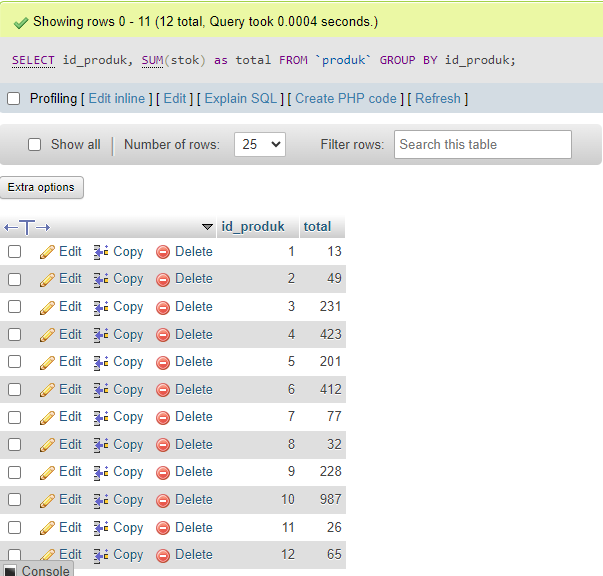 Showing rows 0 - 11 (12 total, Query took 0.0004 seconds.)
SELECT id_produk, SUM(stok) as total FROM `produk` GROUP BY id_produk;
Profiling [ Edit inline ] [ Edit ] [ Explain SQL ] [ Create PHP code ] [ Refresh ]
Show all Number of rows: 25 Filter rows: Search this table
Extra options
id_produk total
Edit Copy Delete 1 13
Edit Copy Delete 2 49
Edit Copy Delete 3 231
Edit Copy Delete 4 423
Edit Copy Delete 5 201
Edit Copy Delete 6 412
Edit Copy Delete 7 77
Edit Copy Delete 8 32
Edit Copy Delete 9 228
Edit Copy Delete 10 987
Edit Copy Delete 11 26
Edit Copy Delete 12 65
Console